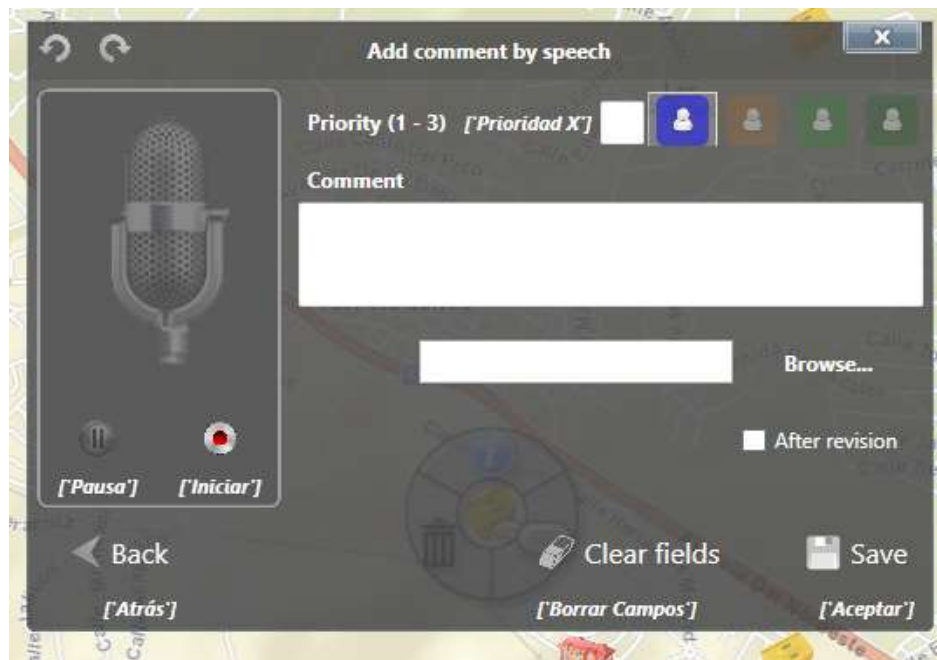 Add comment by speech
x
Priority (1 - 3) ['Prioridad X']
Comment
Browse...
After revision
['Pausa'] ['Iniciar']
Back Clear fields Save
['Atrás'] ['Borrar Campos'] ['Aceptar']